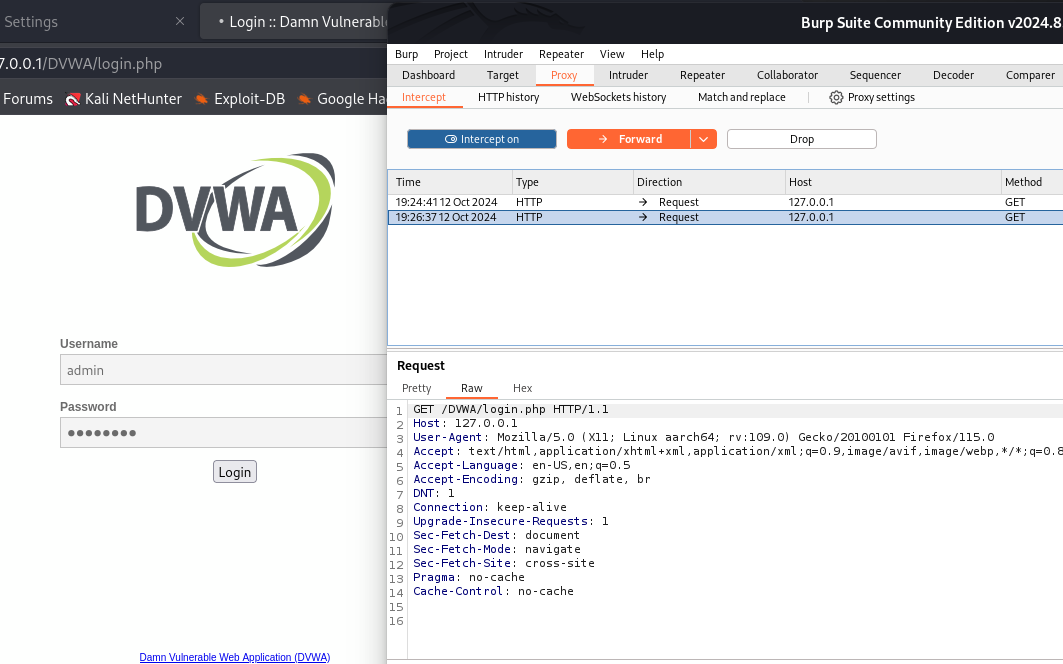 Settings
• Login :: Damn Vulnerable
7.0.0.1/DVWA/login.php
Forums Kali NetHunter Exploit-DB Google Ha
DVWA
Username
admin
Password
Login
Damn Vulnerable Web Application (DVWA)
Burp Suite Community Edition v2024.8
Burp Project Intruder Repeater View Help
Dashboard Target Proxy Intruder Repeater Collaborator Sequencer Decoder Comparer
Intercept HTTP history WebSockets history Match and replace Proxy settings
Intercept on Forward Drop
Time Type Direction Host Method
19:24:41 12 Oct 2024 HTTP → Request 127.0.0.1 GET
19:26:37 12 Oct 2024 HTTP → Request 127.0.0.1 GET
Request
Pretty Raw Hex
1 GET /DVWA/login.php HTTP/1.1
2 Host: 127.0.0.1
3 User-Agent: Mozilla/5.0 (X11; Linux aarch64; rv:109.0) Gecko/20100101 Firefox/115.0
4 Accept: text/html,application/xhtml+xml,application/xml;q=0.9,image/avif,image/webp,*/*;q=0.8
5 Accept-Language: en-US,en;q=0.5
6 Accept-Encoding: gzip, deflate, br
7 DNT: 1
8 Connection: keep-alive
9 Upgrade-Insecure-Requests: 1
10 Sec-Fetch-Dest: document
11 Sec-Fetch-Mode: navigate
12 Sec-Fetch-Site: cross-site
13 Pragma: no-cache
14 Cache-Control: no-cache
15
16